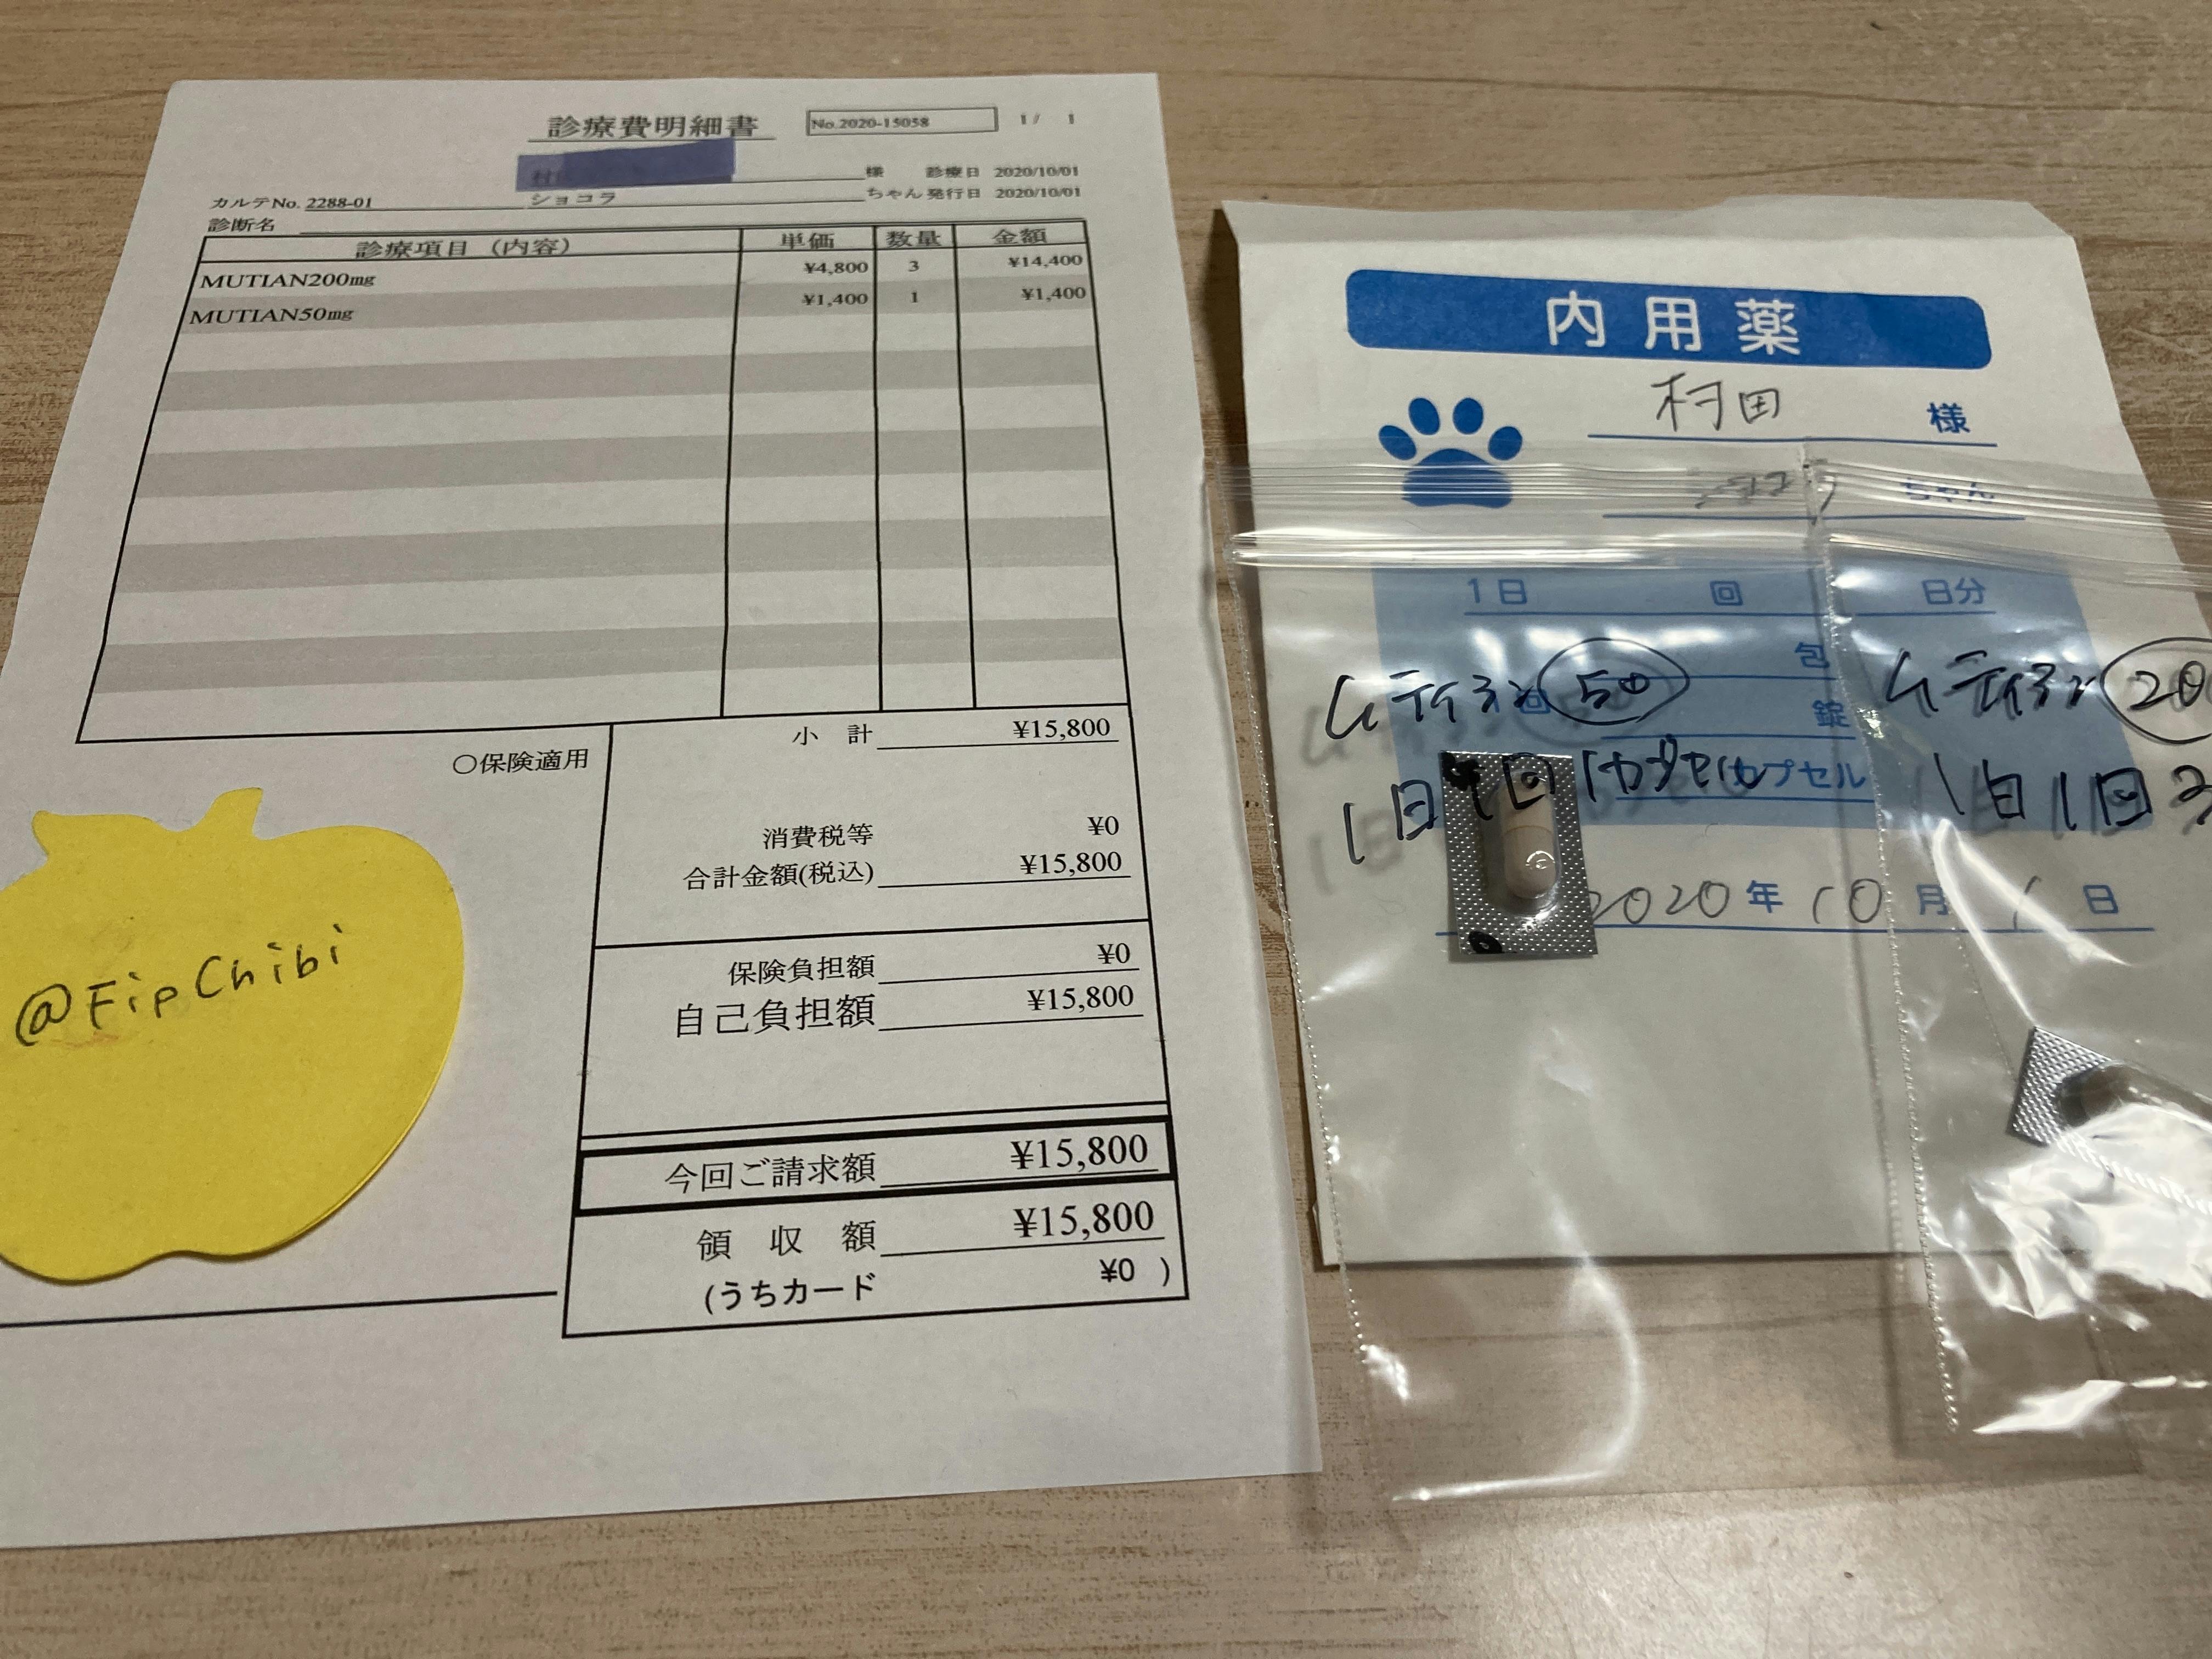 診療費明細書 No.2020-15058 1/ 1
村 様 診療日 2020/10/01
カルテNo. 2288-01 ショコラ ちゃん 発行日 2020/10/01
診断名
診療項目（内容） 単価 数量 金額
MUTIAN200mg ¥4,800 3 ¥14,400
MUTIAN50mg ¥1,400 1 ¥1,400
小 計 ¥15,800
○保険適用
消費税等 ¥0
合計金額(税込) ¥15,800
保険負担額 ¥0
自己負担額 ¥15,800
今回ご請求額 ¥15,800
領 収 額 ¥15,800
(うちカード ¥0 )
@FipChibi
内用薬
村田 様
ショコラ ちゃん
1日 回 日分
包
錠
カプセル
2020年 10月 1日
ムティアン 50
1日1回 1カプセル
ムティアン 20
1日1回